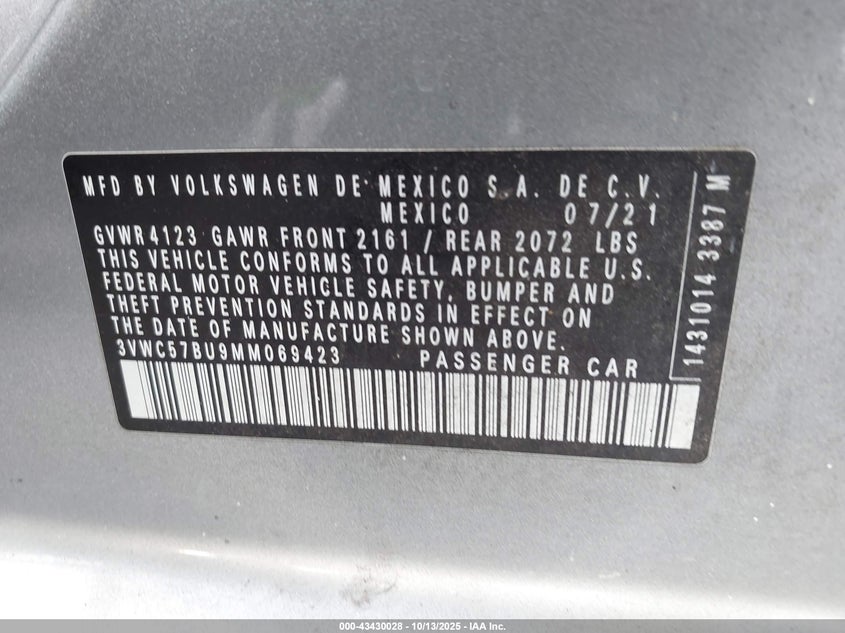 MFD BY VOLKSWAGEN DE MEXICO S.A. DE C.V.
MEXICO 07/21
GVWR 4123 GAWR FRONT 2161 / REAR 2072 LBS
THIS VEHICLE CONFORMS TO ALL APPLICABLE U.S.
FEDERAL MOTOR VEHICLE SAFETY, BUMPER AND
THEFT PREVENTION STANDARDS IN EFFECT ON
THE DATE OF MANUFACTURE SHOWN ABOVE.
3VWC57BU9MM069423 PASSENGER CAR
1431014 3387 M
000-43430028 - 10/13/2025 - IAA Inc.